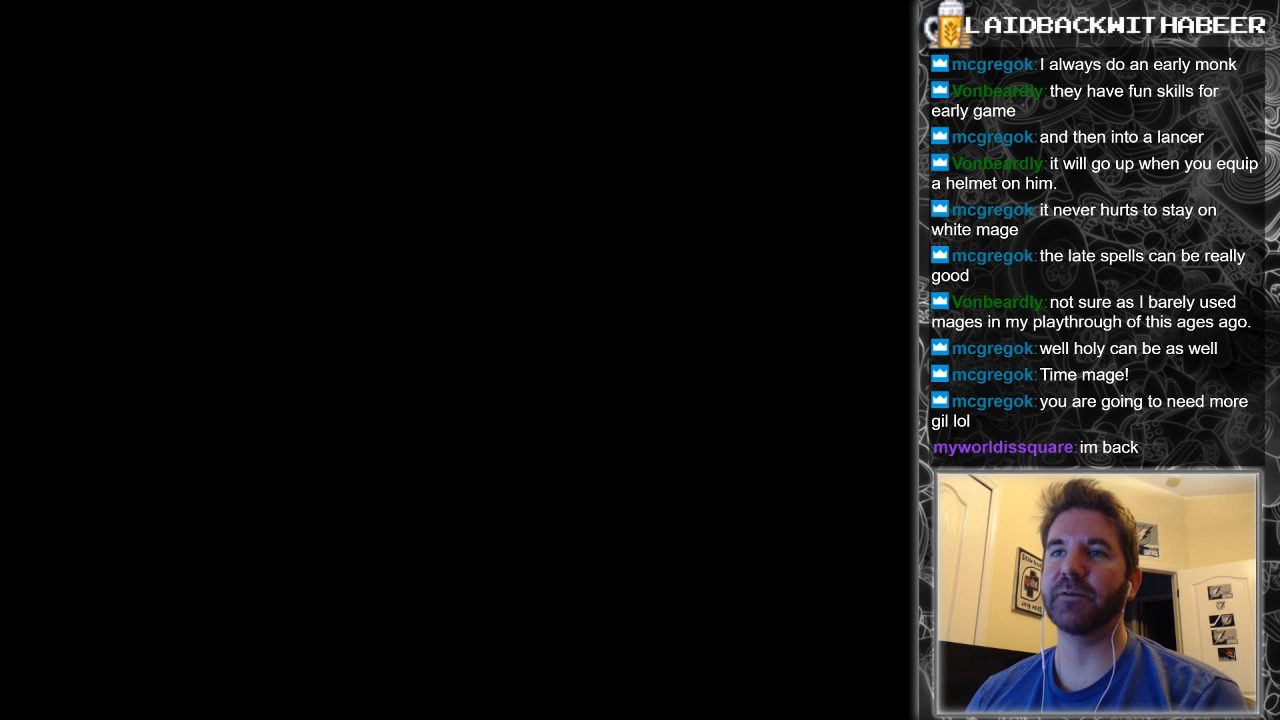 LAIDBACKWITHABEER
mcgregok: I always do an early monk
Vonbeardly: they have fun skills for
early game
mcgregok: and then into a lancer
Vonbeardly: it will go up when you equip
a helmet on him.
mcgregok: it never hurts to stay on
white mage
mcgregok: the late spells can be really
good
Vonbeardly: not sure as I barely used
mages in my playthrough of this ages ago.
mcgregok: well holy can be as well
mcgregok: Time mage!
mcgregok: you are going to need more
gil lol
myworldissquare: im back